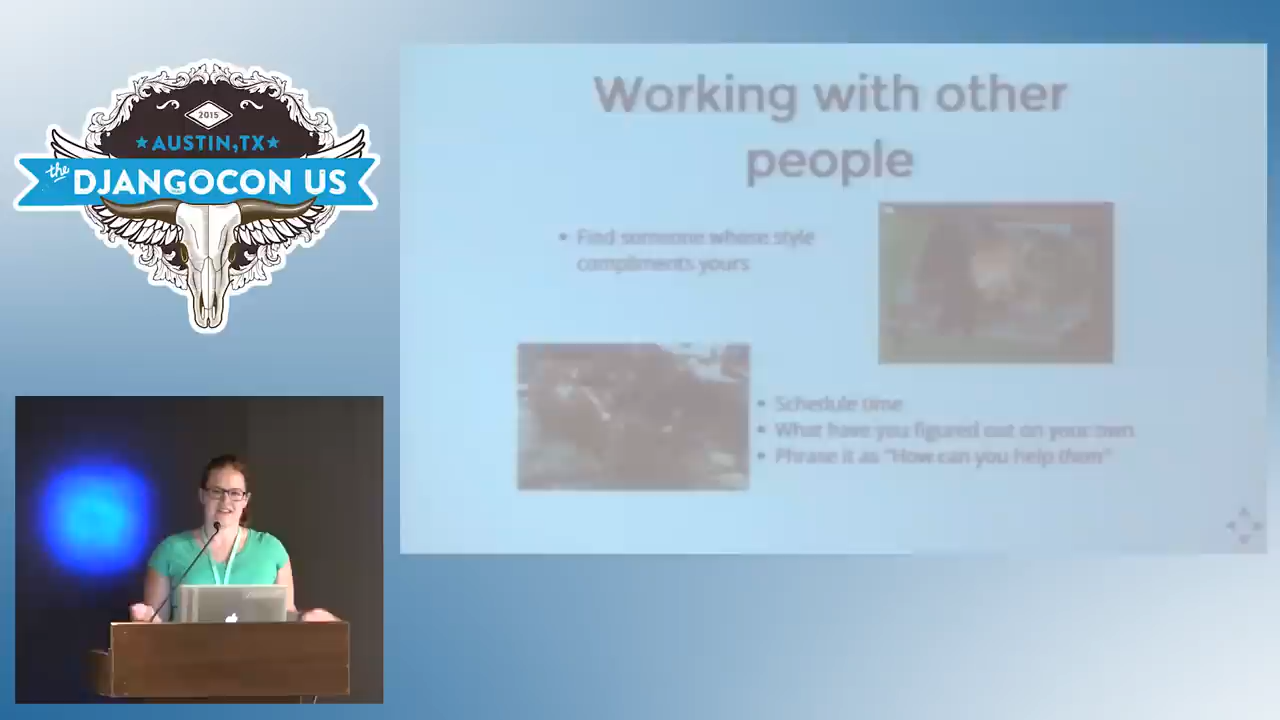 2015
★AUSTIN,TX★
the DJANGOCON US
Working with other
people
• Find someone whose style
compliments yours
• Schedule time
• What have you figured out on your own
• Phrase it as "How can you help them"